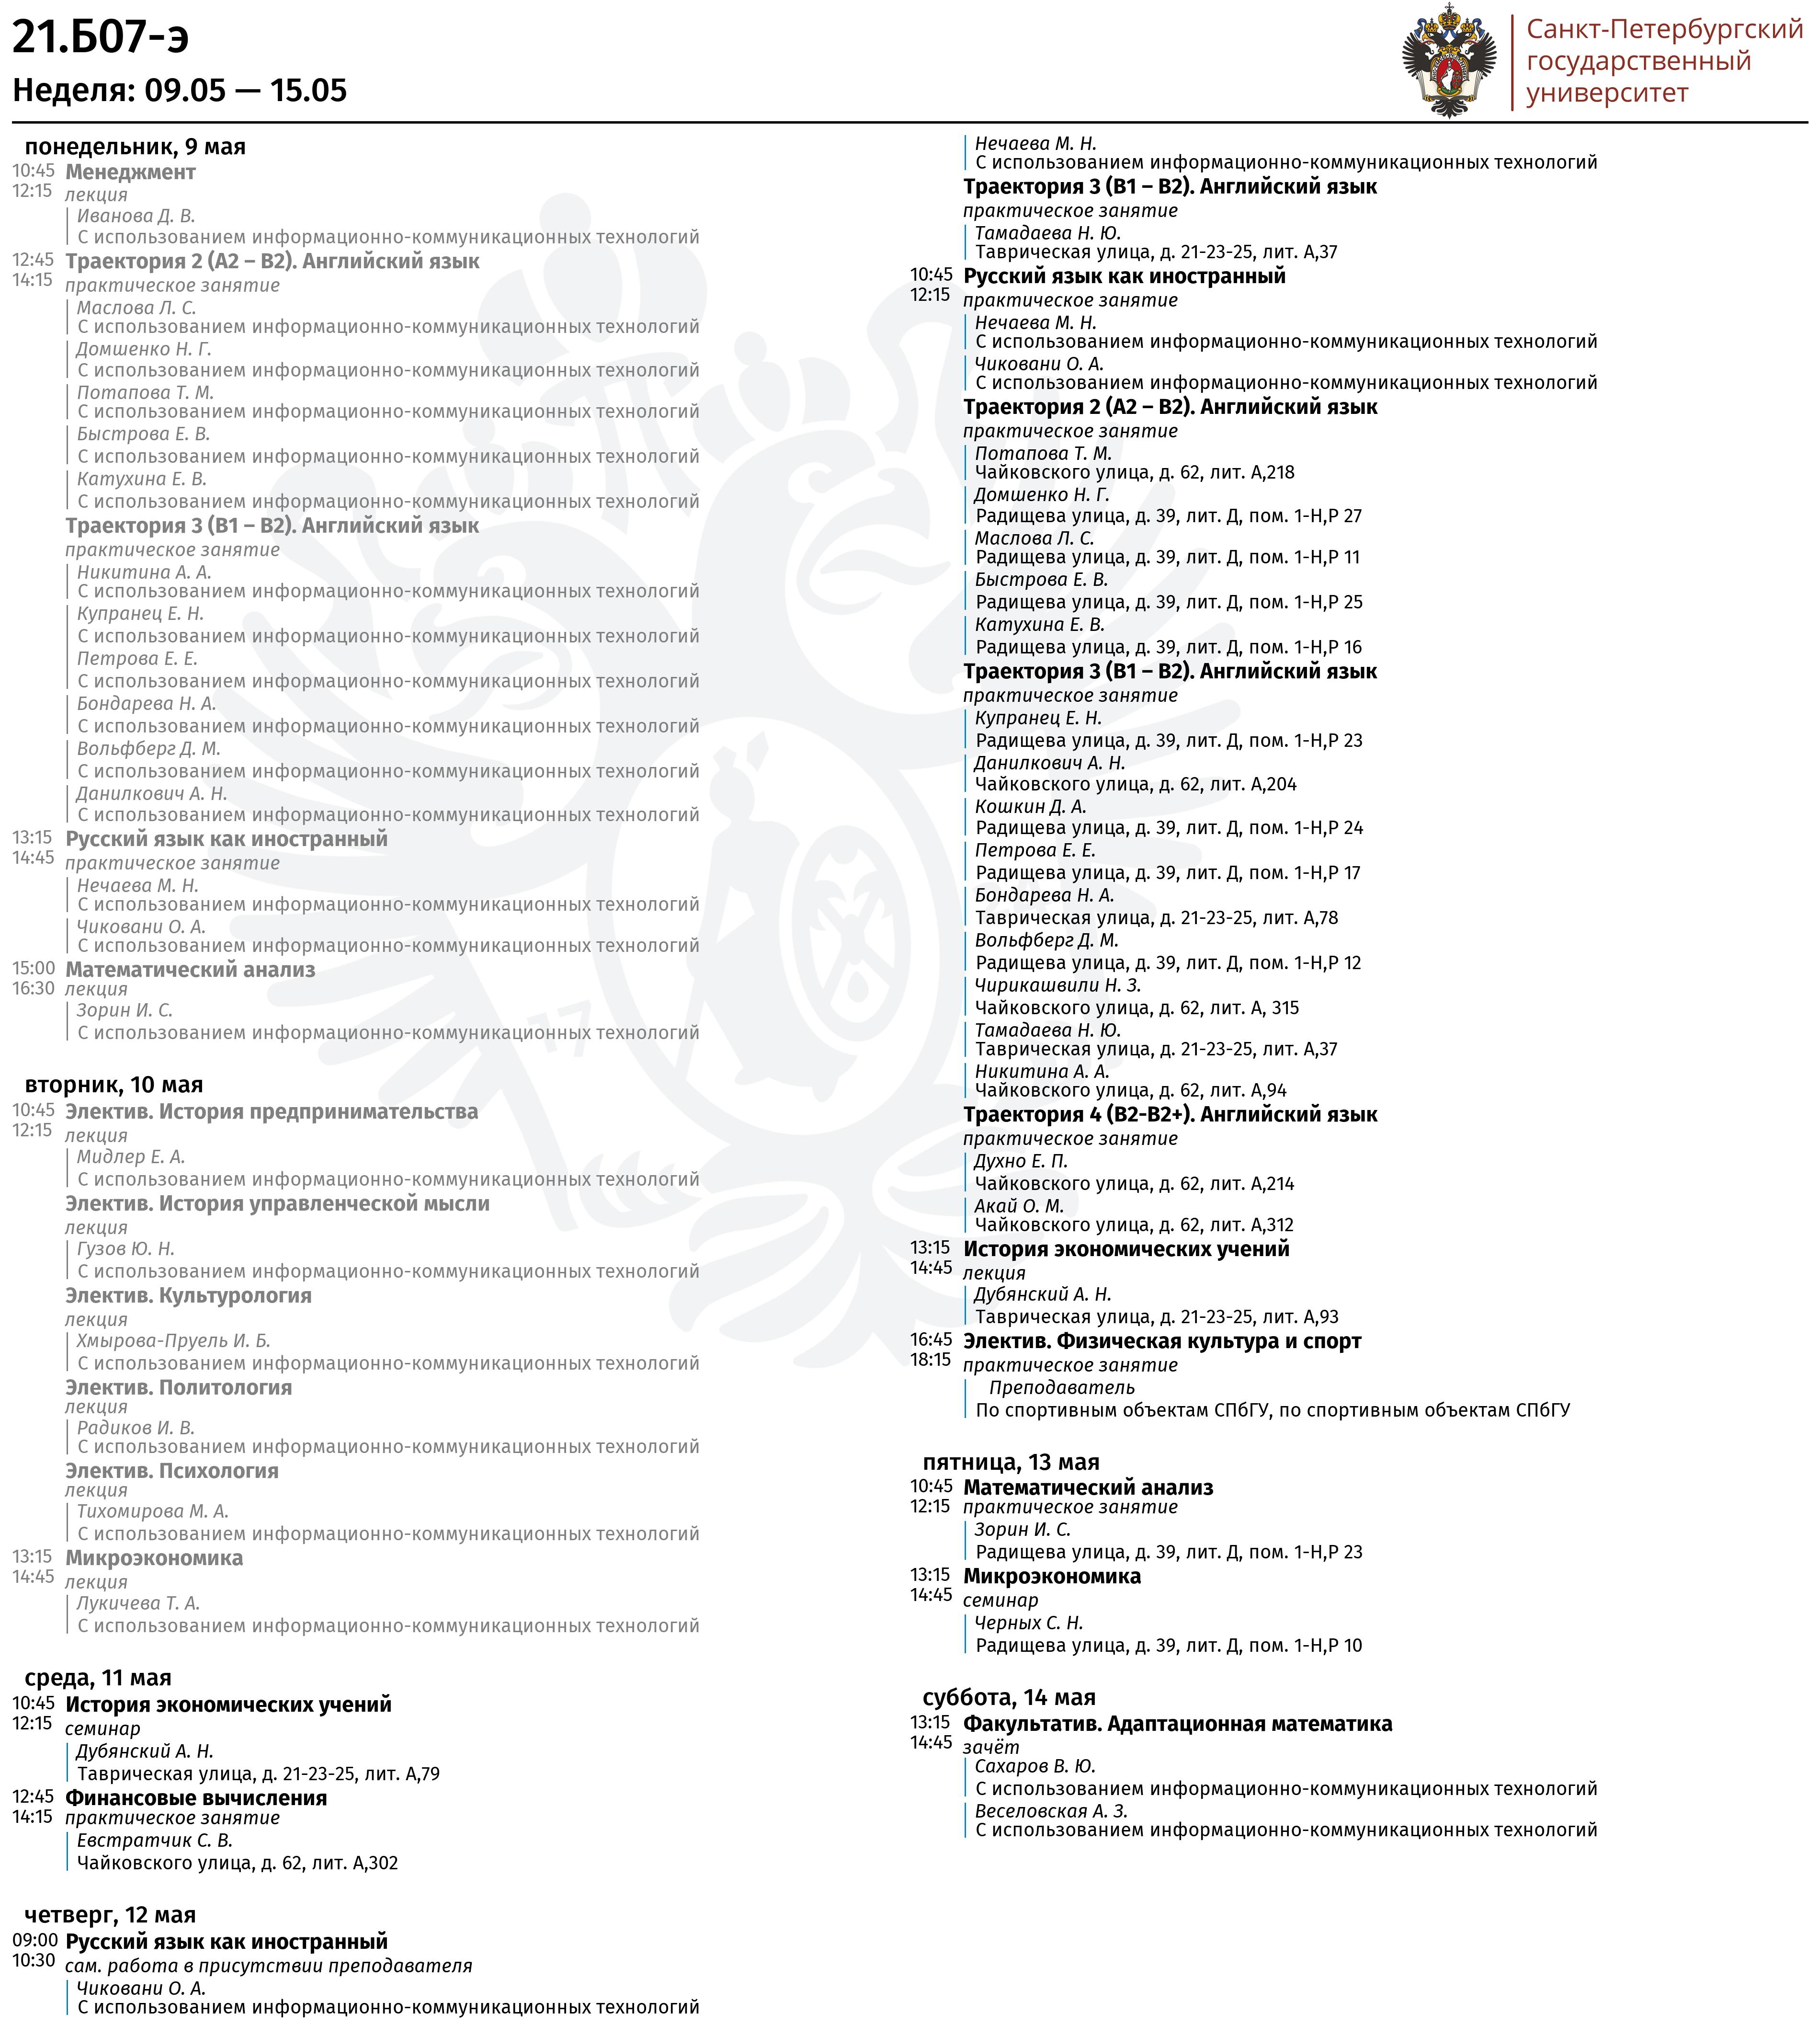 21.Б07-э
Неделя: 09.05 — 15.05
Санкт-Петербургский
государственный
университет
понедельник, 9 мая
10:45 Менеджмент
12:15 лекция
Иванова Д. В.
С использованием информационно-коммуникационных технологий
12:45 Траектория 2 (А2 – В2). Английский язык
14:15 практическое занятие
Маслова Л. С.
С использованием информационно-коммуникационных технологий
Домшенко Н. Г.
С использованием информационно-коммуникационных технологий
Потапова Т. М.
С использованием информационно-коммуникационных технологий
Быстрова Е. В.
С использованием информационно-коммуникационных технологий
Катухина Е. В.
С использованием информационно-коммуникационных технологий
Траектория 3 (В1 – В2). Английский язык
практическое занятие
Никитина А. А.
С использованием информационно-коммуникационных технологий
Купранец Е. Н.
С использованием информационно-коммуникационных технологий
Петрова Е. Е.
С использованием информационно-коммуникационных технологий
Бондарева Н. А.
С использованием информационно-коммуникационных технологий
Вольфберг Д. М.
С использованием информационно-коммуникационных технологий
Данилкович А. Н.
С использованием информационно-коммуникационных технологий
13:15 Русский язык как иностранный
14:45 практическое занятие
Нечаева М. Н.
С использованием информационно-коммуникационных технологий
Чиковани О. А.
С использованием информационно-коммуникационных технологий
15:00 Математический анализ
16:30 лекция
Зорин И. С.
С использованием информационно-коммуникационных технологий
вторник, 10 мая
10:45 Электив. История предпринимательства
12:15 лекция
Мидлер Е. А.
С использованием информационно-коммуникационных технологий
Электив. История управленческой мысли
лекция
Гузов Ю. Н.
С использованием информационно-коммуникационных технологий
Электив. Культурология
лекция
Хмырова-Пруель И. Б.
С использованием информационно-коммуникационных технологий
Электив. Политология
лекция
Радиков И. В.
С использованием информационно-коммуникационных технологий
Электив. Психология
лекция
Тихомирова М. А.
С использованием информационно-коммуникационных технологий
13:15 Микроэкономика
14:45 лекция
Лукичева Т. А.
С использованием информационно-коммуникационных технологий
среда, 11 мая
10:45 История экономических учений
12:15 семинар
Дубянский А. Н.
Таврическая улица, д. 21-23-25, лит. А,79
12:45 Финансовые вычисления
14:15 практическое занятие
Евстратчик С. В.
Чайковского улица, д. 62, лит. А,302
четверг, 12 мая
09:00 Русский язык как иностранный
10:30 сам. работа в присутствии преподавателя
Чиковани О. А.
С использованием информационно-коммуникационных технологий
Нечаева М. Н.
С использованием информационно-коммуникационных технологий
Траектория 3 (В1 – В2). Английский язык
практическое занятие
Тамадаева Н. Ю.
Таврическая улица, д. 21-23-25, лит. А,37
10:45 Русский язык как иностранный
12:15 практическое занятие
Нечаева М. Н.
С использованием информационно-коммуникационных технологий
Чиковани О. А.
С использованием информационно-коммуникационных технологий
Траектория 2 (А2 – В2). Английский язык
практическое занятие
Потапова Т. М.
Чайковского улица, д. 62, лит. А,218
Домшенко Н. Г.
Радищева улица, д. 39, лит. Д, пом. 1-Н,Р 27
Маслова Л. С.
Радищева улица, д. 39, лит. Д, пом. 1-Н,Р 11
Быстрова Е. В.
Радищева улица, д. 39, лит. Д, пом. 1-Н,Р 25
Катухина Е. В.
Радищева улица, д. 39, лит. Д, пом. 1-Н,Р 16
Траектория 3 (В1 – В2). Английский язык
практическое занятие
Купранец Е. Н.
Радищева улица, д. 39, лит. Д, пом. 1-Н,Р 23
Данилкович А. Н.
Чайковского улица, д. 62, лит. А,204
Кошкин Д. А.
Радищева улица, д. 39, лит. Д, пом. 1-Н,Р 24
Петрова Е. Е.
Радищева улица, д. 39, лит. Д, пом. 1-Н,Р 17
Бондарева Н. А.
Таврическая улица, д. 21-23-25, лит. А,78
Вольфберг Д. М.
Радищева улица, д. 39, лит. Д, пом. 1-Н,Р 12
Чирикашвили Н. З.
Чайковского улица, д. 62, лит. А, 315
Тамадаева Н. Ю.
Таврическая улица, д. 21-23-25, лит. А,37
Никитина А. А.
Чайковского улица, д. 62, лит. А,94
Траектория 4 (В2-В2+). Английский язык
практическое занятие
Духно Е. П.
Чайковского улица, д. 62, лит. А,214
Акай О. М.
Чайковского улица, д. 62, лит. А,312
13:15 История экономических учений
14:45 лекция
Дубянский А. Н.
Таврическая улица, д. 21-23-25, лит. А,93
16:45 Электив. Физическая культура и спорт
18:15 практическое занятие
Преподаватель
По спортивным объектам СПбГУ, по спортивным объектам СПбГУ
пятница, 13 мая
10:45 Математический анализ
12:15 практическое занятие
Зорин И. С.
Радищева улица, д. 39, лит. Д, пом. 1-Н,Р 23
13:15 Микроэкономика
14:45 семинар
Черных С. Н.
Радищева улица, д. 39, лит. Д, пом. 1-Н,Р 10
суббота, 14 мая
13:15 Факультатив. Адаптационная математика
14:45 зачёт
Сахаров В. Ю.
С использованием информационно-коммуникационных технологий
Веселовская А. З.
С использованием информационно-коммуникационных технологий